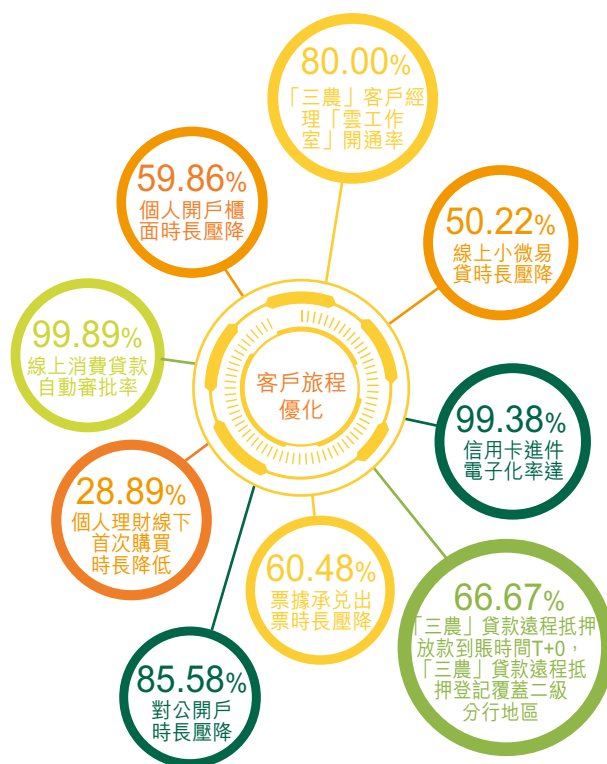 80.00%
「三農」客戶經
理「雲工作
室」開通率
59.86%
個人開戶櫃
面時長壓降
50.22%
線上小微易
貸時長壓降
99.89%
線上消費貸款
自動審批率
客戶旅程
優化
99.38%
信用卡進件
電子化率達
28.89%
個人理財線下
首次購買
時長降低
60.48%
票據承兌出
票時長壓降
66.67%
「三農」貸款遠程抵押
放款到賬時間T+0，
「三農」貸款遠程抵
押登記覆蓋二級
分行地區
85.58%
對公開戶
時長壓降